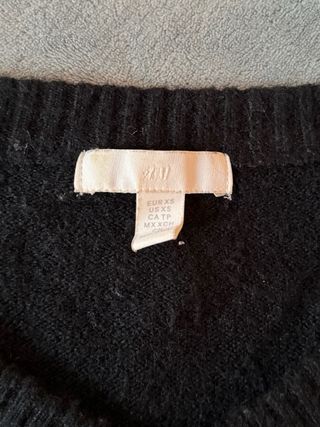 H&M
EUR XS
US XS
CA TP
MX XCH